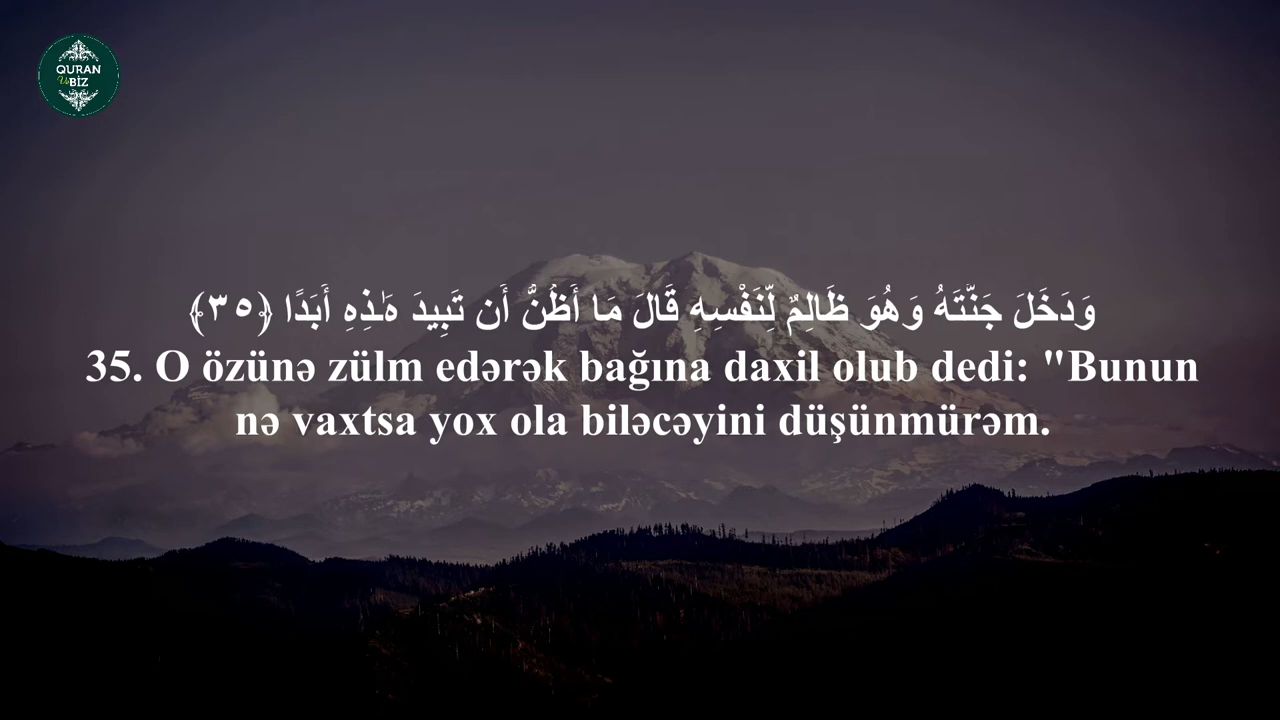 QURAN
Və BİZ
وَدَخَلَ جَنَّتَهُ وَهُوَ ظَالِمٌ لِّنَفْسِهِ قَالَ مَا أَظُنُّ أَن تَبِيدَ هَـٰذِهِ أَبَدًا ﴿٣٥﴾
35. O özünə zülm edərək bağına daxil olub dedi: "Bunun
nə vaxtsa yox ola biləcəyini düşünmürəm.